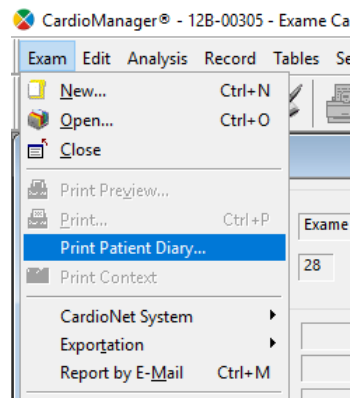 CardioManager® - 12B-00305 - Exame Ca
Exam Edit Analysis Record Tables Se
New... Ctrl+N
Open... Ctrl+O
Close
Print Preview...
Print... Ctrl+P
Print Patient Diary...
Exame
Print Context
28
CardioNet System
Exportation
Report by E-Mail Ctrl+M